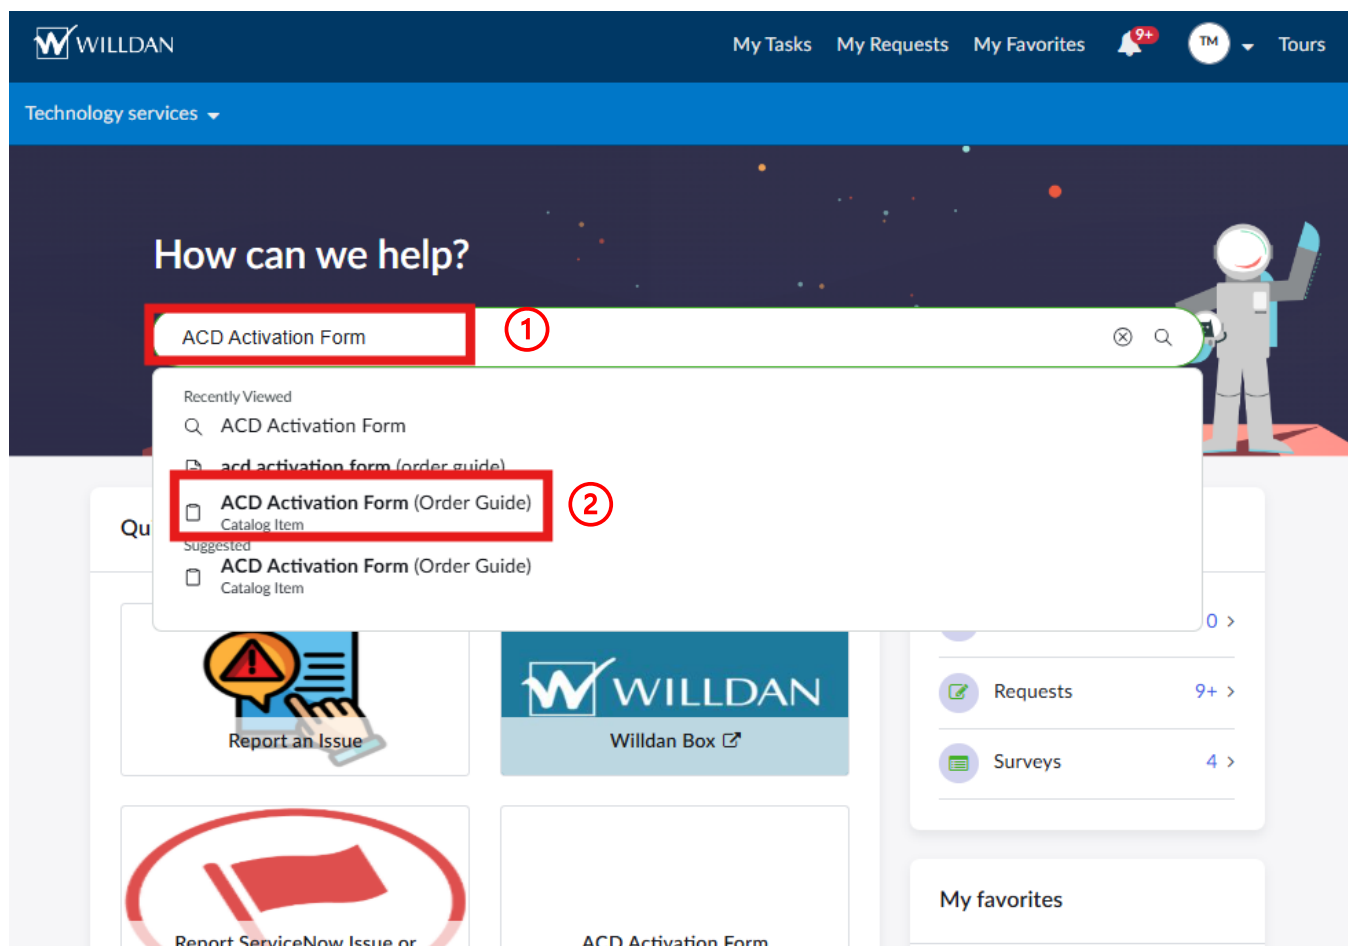 WILLDAN
My Tasks My Requests My Favorites 9+ TM Tours
Technology services
How can we help?
ACD Activation Form
1
Recently Viewed
ACD Activation Form
acd activation form (order guide)
ACD Activation Form (Order Guide)
Catalog Item
2
Qu
Suggested
ACD Activation Form (Order Guide)
Catalog Item
0
WILLDAN
Requests 9+
Report an Issue
Willdan Box
Surveys 4
My favorites
Report ServiceNow Issue or
ACD Activation Form